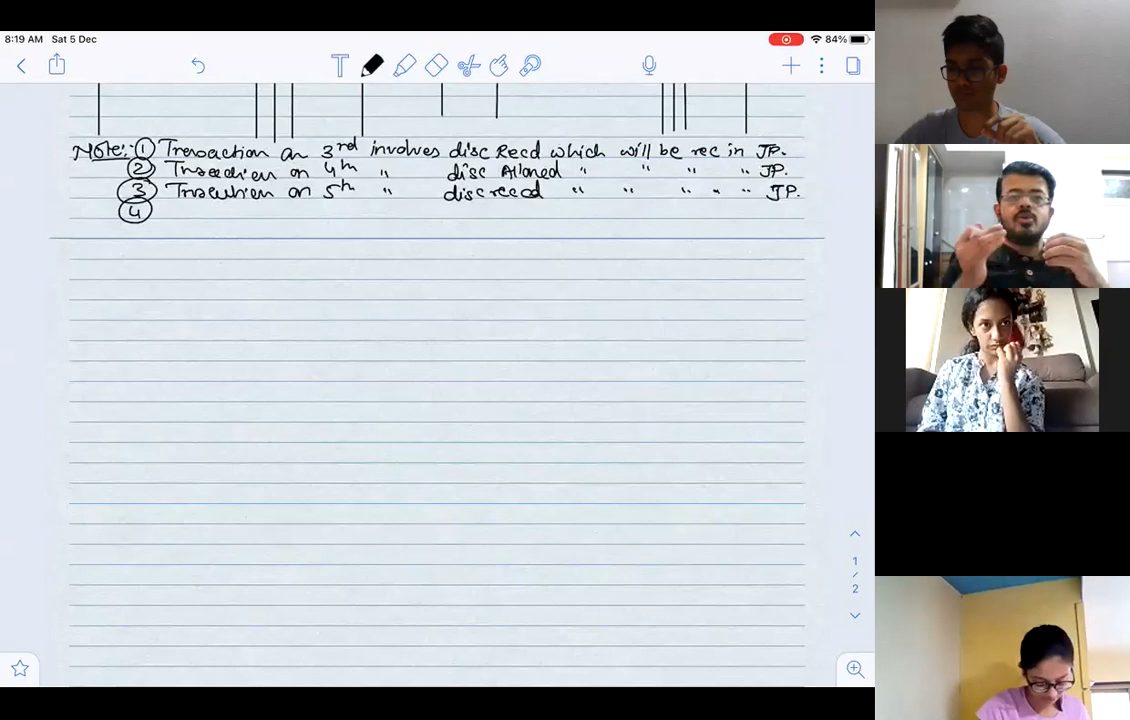 8:19 AM Sat 5 Dec
84%
T
Note:- ① Transaction on 3rd involves disc Recd which will be rec in JP.
② Transaction on 4th " disc Allowed " " " " JP.
③ Transaction on 5th " disc recd " " " " " JP.
④
1
/
2